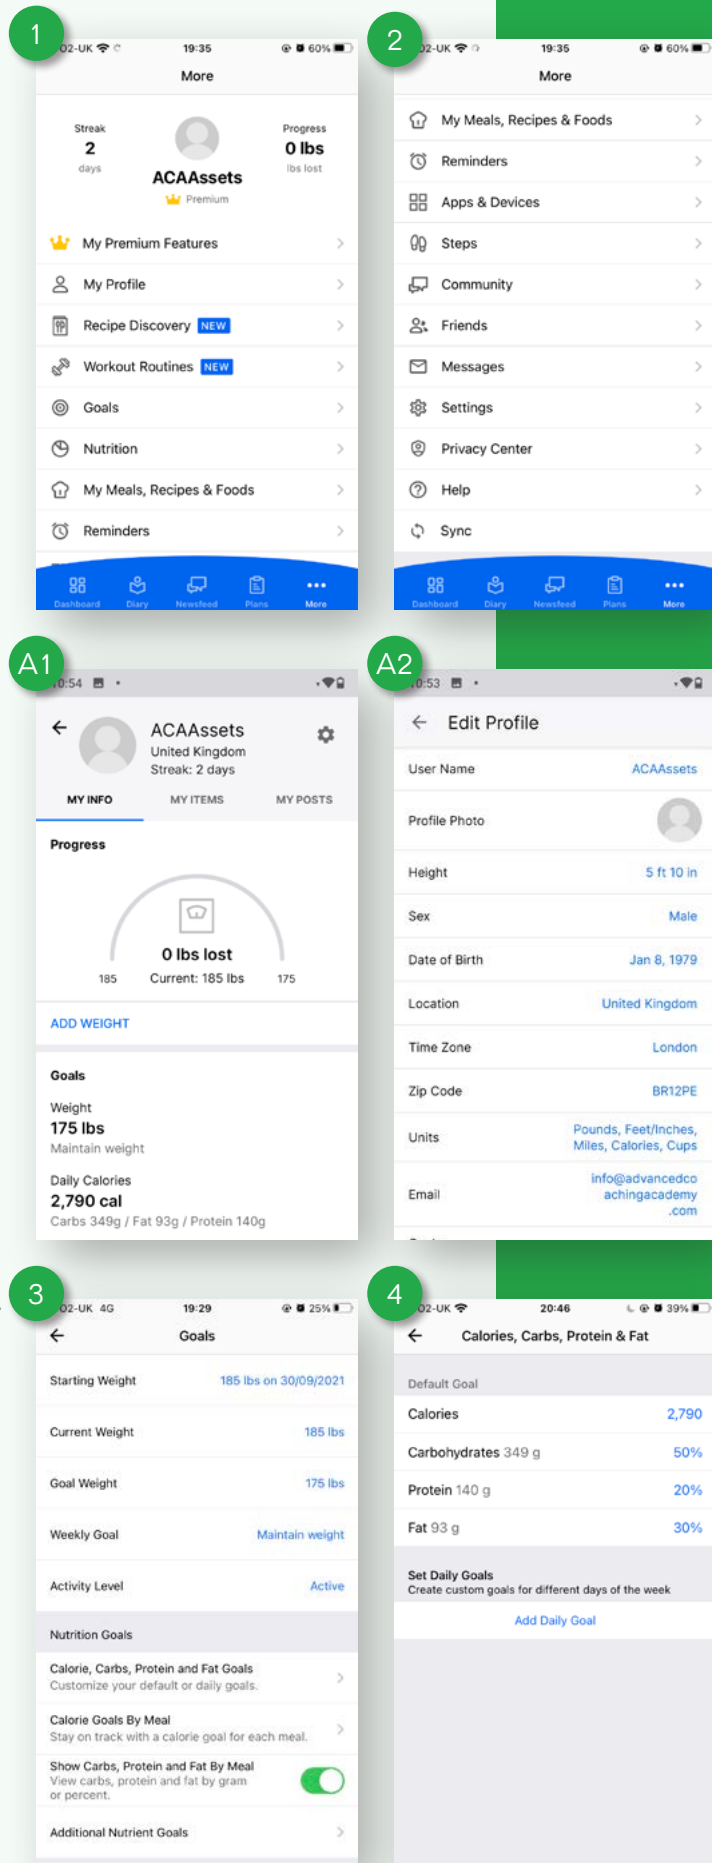 1
O2-UK
19:35
60%
More
Streak
2
days
Progress
0 lbs
lbs lost
ACAAssets
Premium
My Premium Features
My Profile
Recipe Discovery NEW
Workout Routines NEW
Goals
Nutrition
My Meals, Recipes & Foods
Reminders
Dashboard
Diary
Newsfeed
Plans
More
2
2-UK
19:35
60%
More
My Meals, Recipes & Foods
Reminders
Apps & Devices
Steps
Community
Friends
Messages
Settings
Privacy Center
Help
Sync
Dashboard
Diary
Newsfeed
Plans
More
A1
0:54
ACAAssets
United Kingdom
Streak: 2 days
MY INFO
MY ITEMS
MY POSTS
Progress
0 lbs lost
185
Current: 185 lbs
175
ADD WEIGHT
Goals
Weight
175 lbs
Maintain weight
Daily Calories
2,790 cal
Carbs 349g / Fat 93g / Protein 140g
A2
0:53
Edit Profile
User Name
ACAAssets
Profile Photo
Height
5 ft 10 in
Sex
Male
Date of Birth
Jan 8, 1979
Location
United Kingdom
Time Zone
London
Zip Code
BR12PE
Units
Pounds, Feet/Inches,
Miles, Calories, Cups
Email
info@advancedco
achingacademy
.com
3
O2-UK 4G
19:29
25%
Goals
Starting Weight
185 lbs on 30/09/2021
Current Weight
185 lbs
Goal Weight
175 lbs
Weekly Goal
Maintain weight
Activity Level
Active
Nutrition Goals
Calorie, Carbs, Protein and Fat Goals
Customize your default or daily goals.
Calorie Goals By Meal
Stay on track with a calorie goal for each meal.
Show Carbs, Protein and Fat By Meal
View carbs, protein and fat by gram
or percent.
Additional Nutrient Goals
4
2-UK
20:46
39%
Calories, Carbs, Protein & Fat
Default Goal
Calories
2,790
Carbohydrates 349 g
50%
Protein 140 g
20%
Fat 93 g
30%
Set Daily Goals
Create custom goals for different days of the week
Add Daily Goal